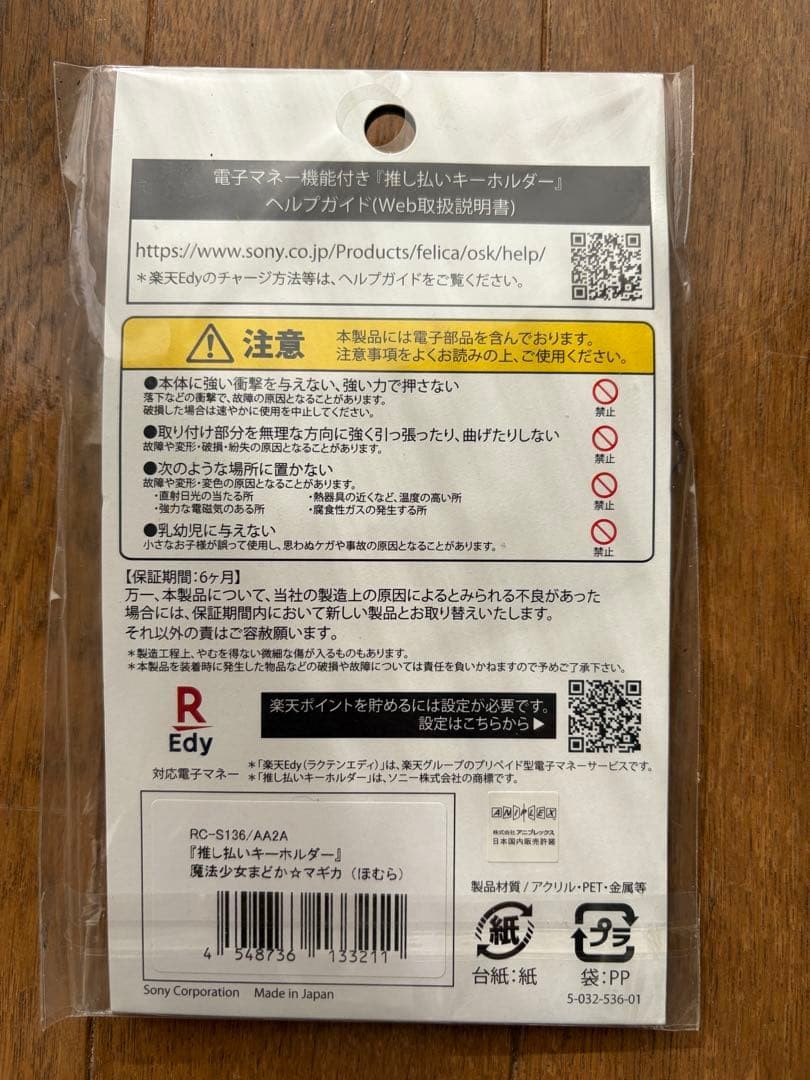 電子マネー機能付き『推し払いキーホルダー』
ヘルプガイド(Web取扱説明書)
https://www.sony.co.jp/Products/felica/osk/help/
＊楽天Edyのチャージ方法等は、ヘルプガイドをご覧ください。
注意
本製品には電子部品を含んでおります。
注意事項をよくお読みの上、ご使用ください。
●本体に強い衝撃を与えない、強い力で押さない
落下などの衝撃で、故障の原因となることがあります。
破損した場合は速やかに使用を中止してください。
禁止
●取り付け部分を無理な方向に強く引っ張ったり、曲げたりしない
故障や変形・破損・紛失の原因となることがあります。
禁止
●次のような場所に置かない
故障や変形・変色の原因となることがあります。
・直射日光の当たる所 ・熱器具の近くなど、温度の高い所
・強力な電磁気のある所 ・腐食性ガスの発生する所
禁止
●乳幼児に与えない
小さなお子様が誤って使用し、思わぬケガや事故の原因となることがあります。
禁止
【保証期間：6ヶ月】
万一、本製品について、当社の製造上の原因によるとみられる不良があった
場合には、保証期間内において新しい製品とお取り替えいたします。
それ以外の責はご容赦願います。
＊製造工程上、やむを得ない微細な傷が入るものもあります。
＊本製品を装着時に発生した物品などの破損や故障については責任を負いかねますので予めご了承下さい。
R
Edy
対応電子マネー
楽天ポイントを貯めるには設定が必要です。
設定はこちらから▶
＊「楽天Edy(ラクテンエディ)」は、楽天グループのプリペイド型電子マネーサービスです。
＊「推し払いキーホルダー」は、ソニー株式会社の商標です。
RC-S136/AA2A
『推し払いキーホルダー』
魔法少女まどか☆マギカ（ほむら）
4 548736 133211
Sony Corporation Made in Japan
ANIPLEX
株式会社アニプレックス
日本国内販売許諾
製品材質 / アクリル・PET・金属等
紙
台紙：紙
プラ
袋：PP
5-032-536-01